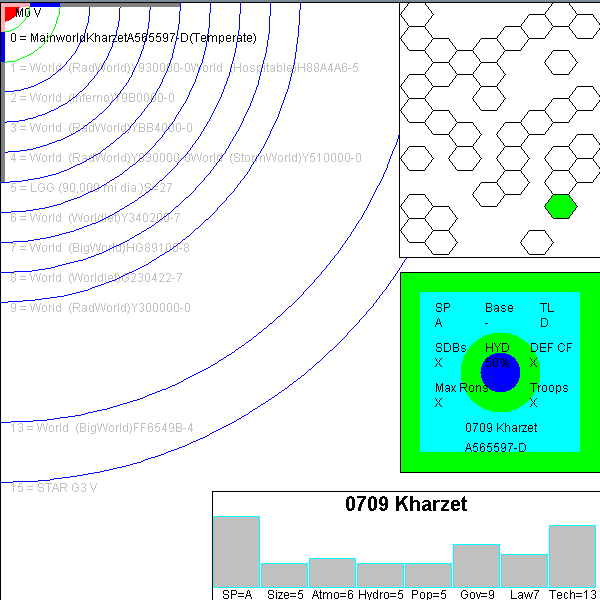 M0 V
0 = MainworldKharzetA565597-D(Temperate)
1 = World (RadWorld)Y930000-0World (Hospitable)H88A4A6-5
2 = World (Inferno)Y9B0000-0
3 = World (RadWorld)YBB4000-0
4 = World (RadWorld)Y830000-0World (StormWorld)Y510000-0
5 = LGG (90,000 mi dia.)S=27
6 = World (Worldlet)Y340200-7
7 = World (BigWorld)HG89100-8
8 = World (Worldlet)G230422-7
9 = World (RadWorld)Y300000-0
13 = World (BigWorld)FF6549B-4
15 = STAR G3 V
SP Base TL
A - D
SDBs HYD DEF CF
X 50% X
Max Rons Troops
X X
0709 Kharzet
A565597-D
0709 Kharzet
SP=A Size=5 Atmo=6 Hydro=5 Pop=5 Gov=9 Law7 Tech=13